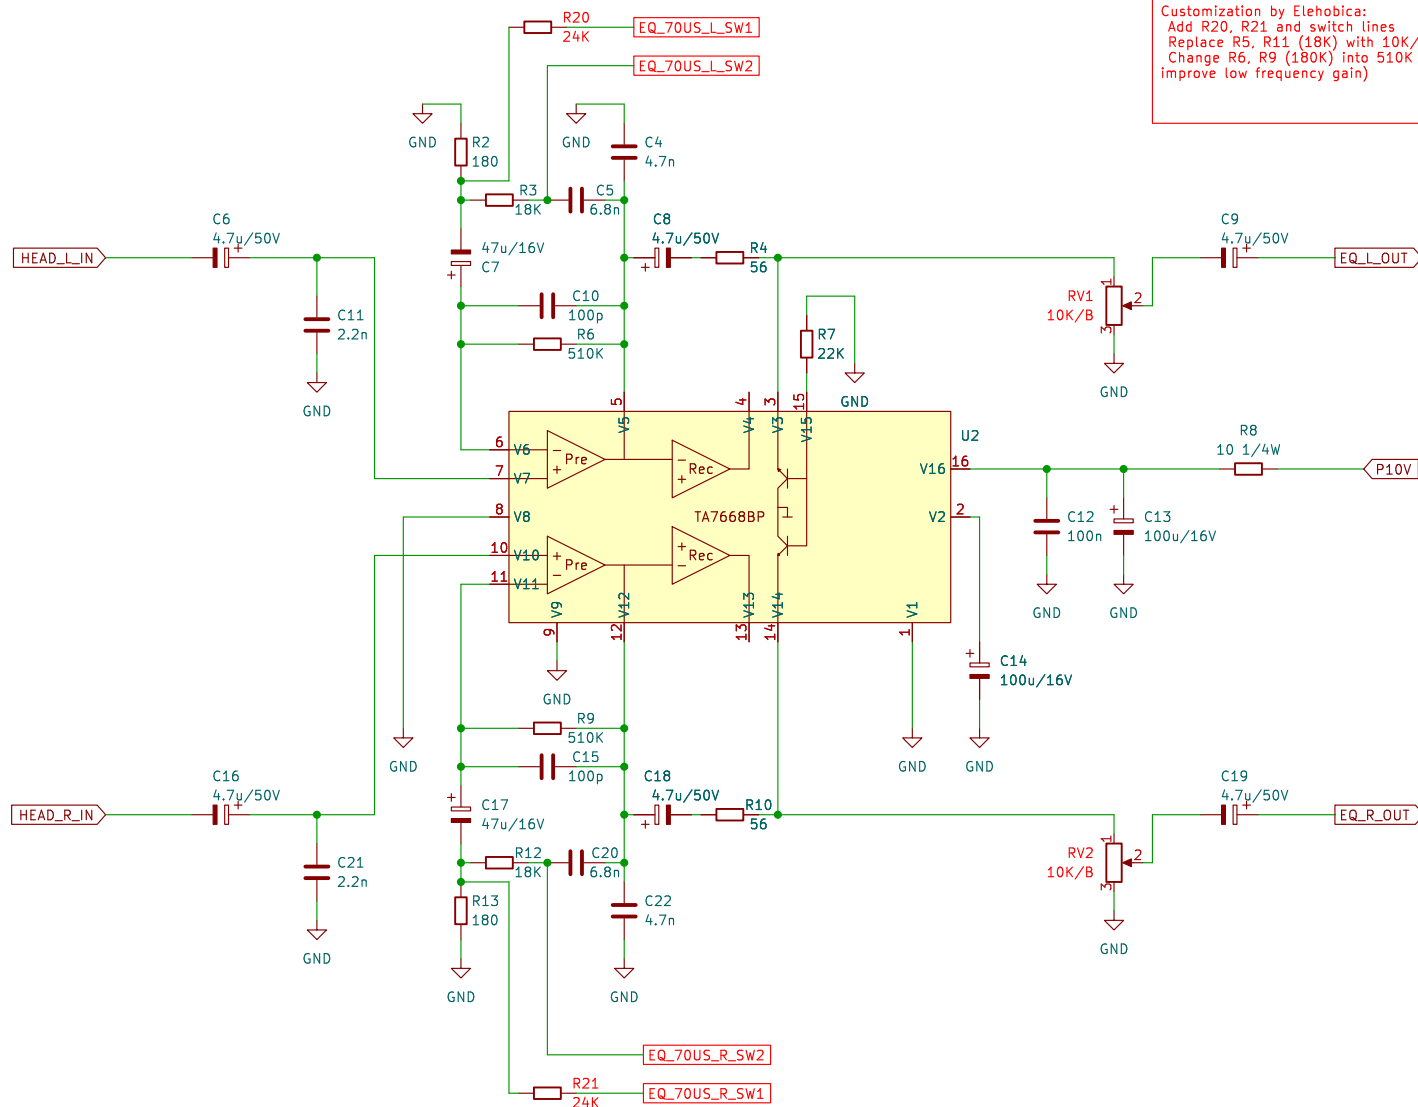 Customization by Elehobica:
Add R20, R21 and switch lines
Replace R5, R11 (18K) with 10K/
Change R6, R9 (180K) into 510K
improve low frequency gain)
R20
24K
EQ_70US_L_SW1
EQ_70US_L_SW2
GND
GND
R2
180
C4
4.7n
R3
18K
C5
6.8n
C6
4.7u/50V
+
HEAD_L_IN
47u/16V
C7
+
C8
4.7u/50V
+
R4
56
C9
4.7u/50V
+
EQ_L_OUT
C10
100p
R6
510K
C11
2.2n
GND
R7
22K
GND
RV1
10K/B
1
2
3
GND
5
4
3
15
V5
V4
V3
V15
U2
6
V6
7
V7
8
V8
10
V10
11
V11
- Pre
+
Rec
+
-
TA7668BP
+ Pre
-
+ Rec
-
V16
16
V2
2
R8
10 1/4W
P10V
C12
100n
GND
+
C13
100u/16V
GND
V9
9
GND
V12
12
V13
13
V14
14
V1
1
GND
+
C14
100u/16V
GND
GND
R9
510K
C15
100p
C16
4.7u/50V
+
HEAD_R_IN
+
C17
47u/16V
C18
4.7u/50V
+
R10
56
C19
4.7u/50V
+
EQ_R_OUT
R12
18K
C20
6.8n
C21
2.2n
GND
R13
180
GND
C22
4.7n
GND
RV2
10K/B
1
2
3
GND
EQ_70US_R_SW2
R21
24K
EQ_70US_R_SW1